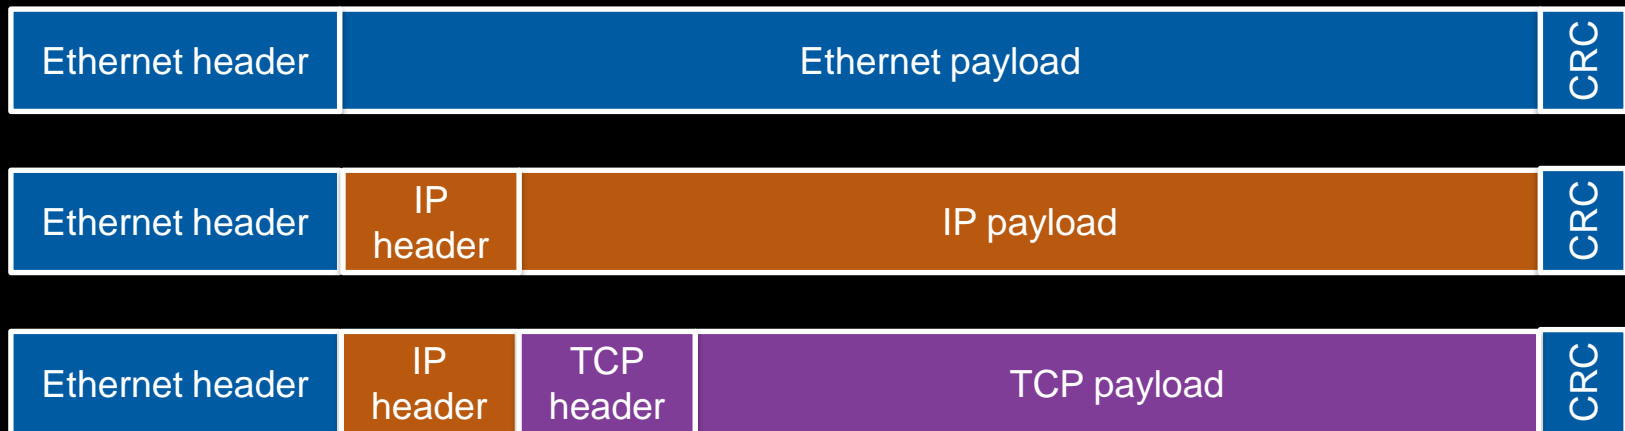 Ethernet header
Ethernet payload
CRC
Ethernet header
IP
header
IP payload
CRC
Ethernet header
IP
header
TCP
header
TCP payload
CRC